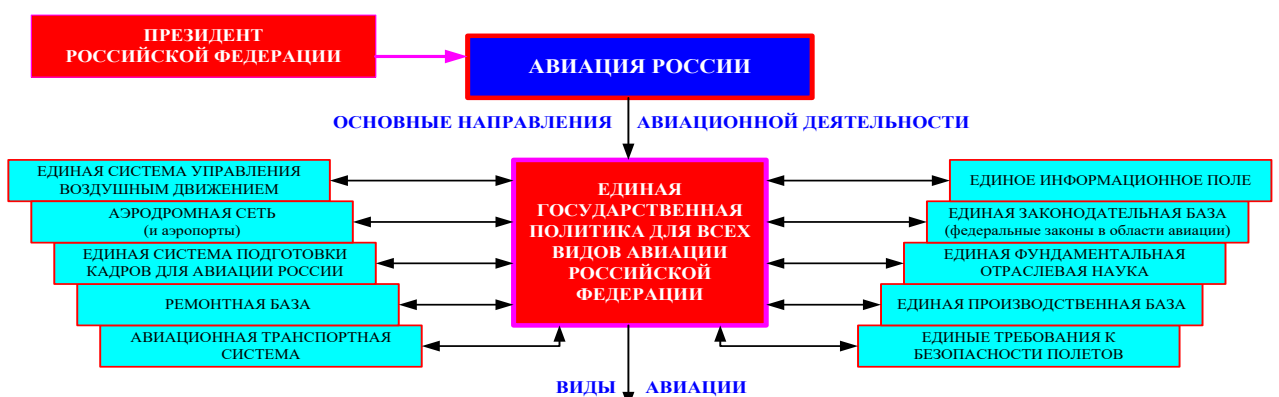 ПРЕЗИДЕНТ
РОССИЙСКОЙ ФЕДЕРАЦИИ
АВИАЦИЯ РОССИИ
ОСНОВНЫЕ НАПРАВЛЕНИЯ АВИАЦИОННОЙ ДЕЯТЕЛЬНОСТИ
ЕДИНАЯ СИСТЕМА УПРАВЛЕНИЯ
ВОЗДУШНЫМ ДВИЖЕНИЕМ
АЭРОДРОМНАЯ СЕТЬ
(и аэропорты)
ЕДИНАЯ СИСТЕМА ПОДГОТОВКИ
КАДРОВ ДЛЯ АВИАЦИИ РОССИИ
РЕМОНТНАЯ БАЗА
АВИАЦИОННАЯ ТРАНСПОРТНАЯ
СИСТЕМА
ЕДИНАЯ
ГОСУДАРСТВЕННАЯ
ПОЛИТИКА ДЛЯ ВСЕХ
ВИДОВ АВИАЦИИ
РОССИЙСКОЙ
ФЕДЕРАЦИИ
ЕДИНОЕ ИНФОРМАЦИОННОЕ ПОЛЕ
ЕДИНАЯ ЗАКОНОДАТЕЛЬНАЯ БАЗА
(федеральные законы в области авиации)
ЕДИНАЯ ФУНДАМЕНТАЛЬНАЯ
ОТРАСЛЕВАЯ НАУКА
ЕДИНАЯ ПРОИЗВОДСТВЕННАЯ БАЗА
ЕДИНЫЕ ТРЕБОВАНИЯ К
БЕЗОПАСНОСТИ ПОЛЕТОВ
ВИДЫ АВИАЦИИ